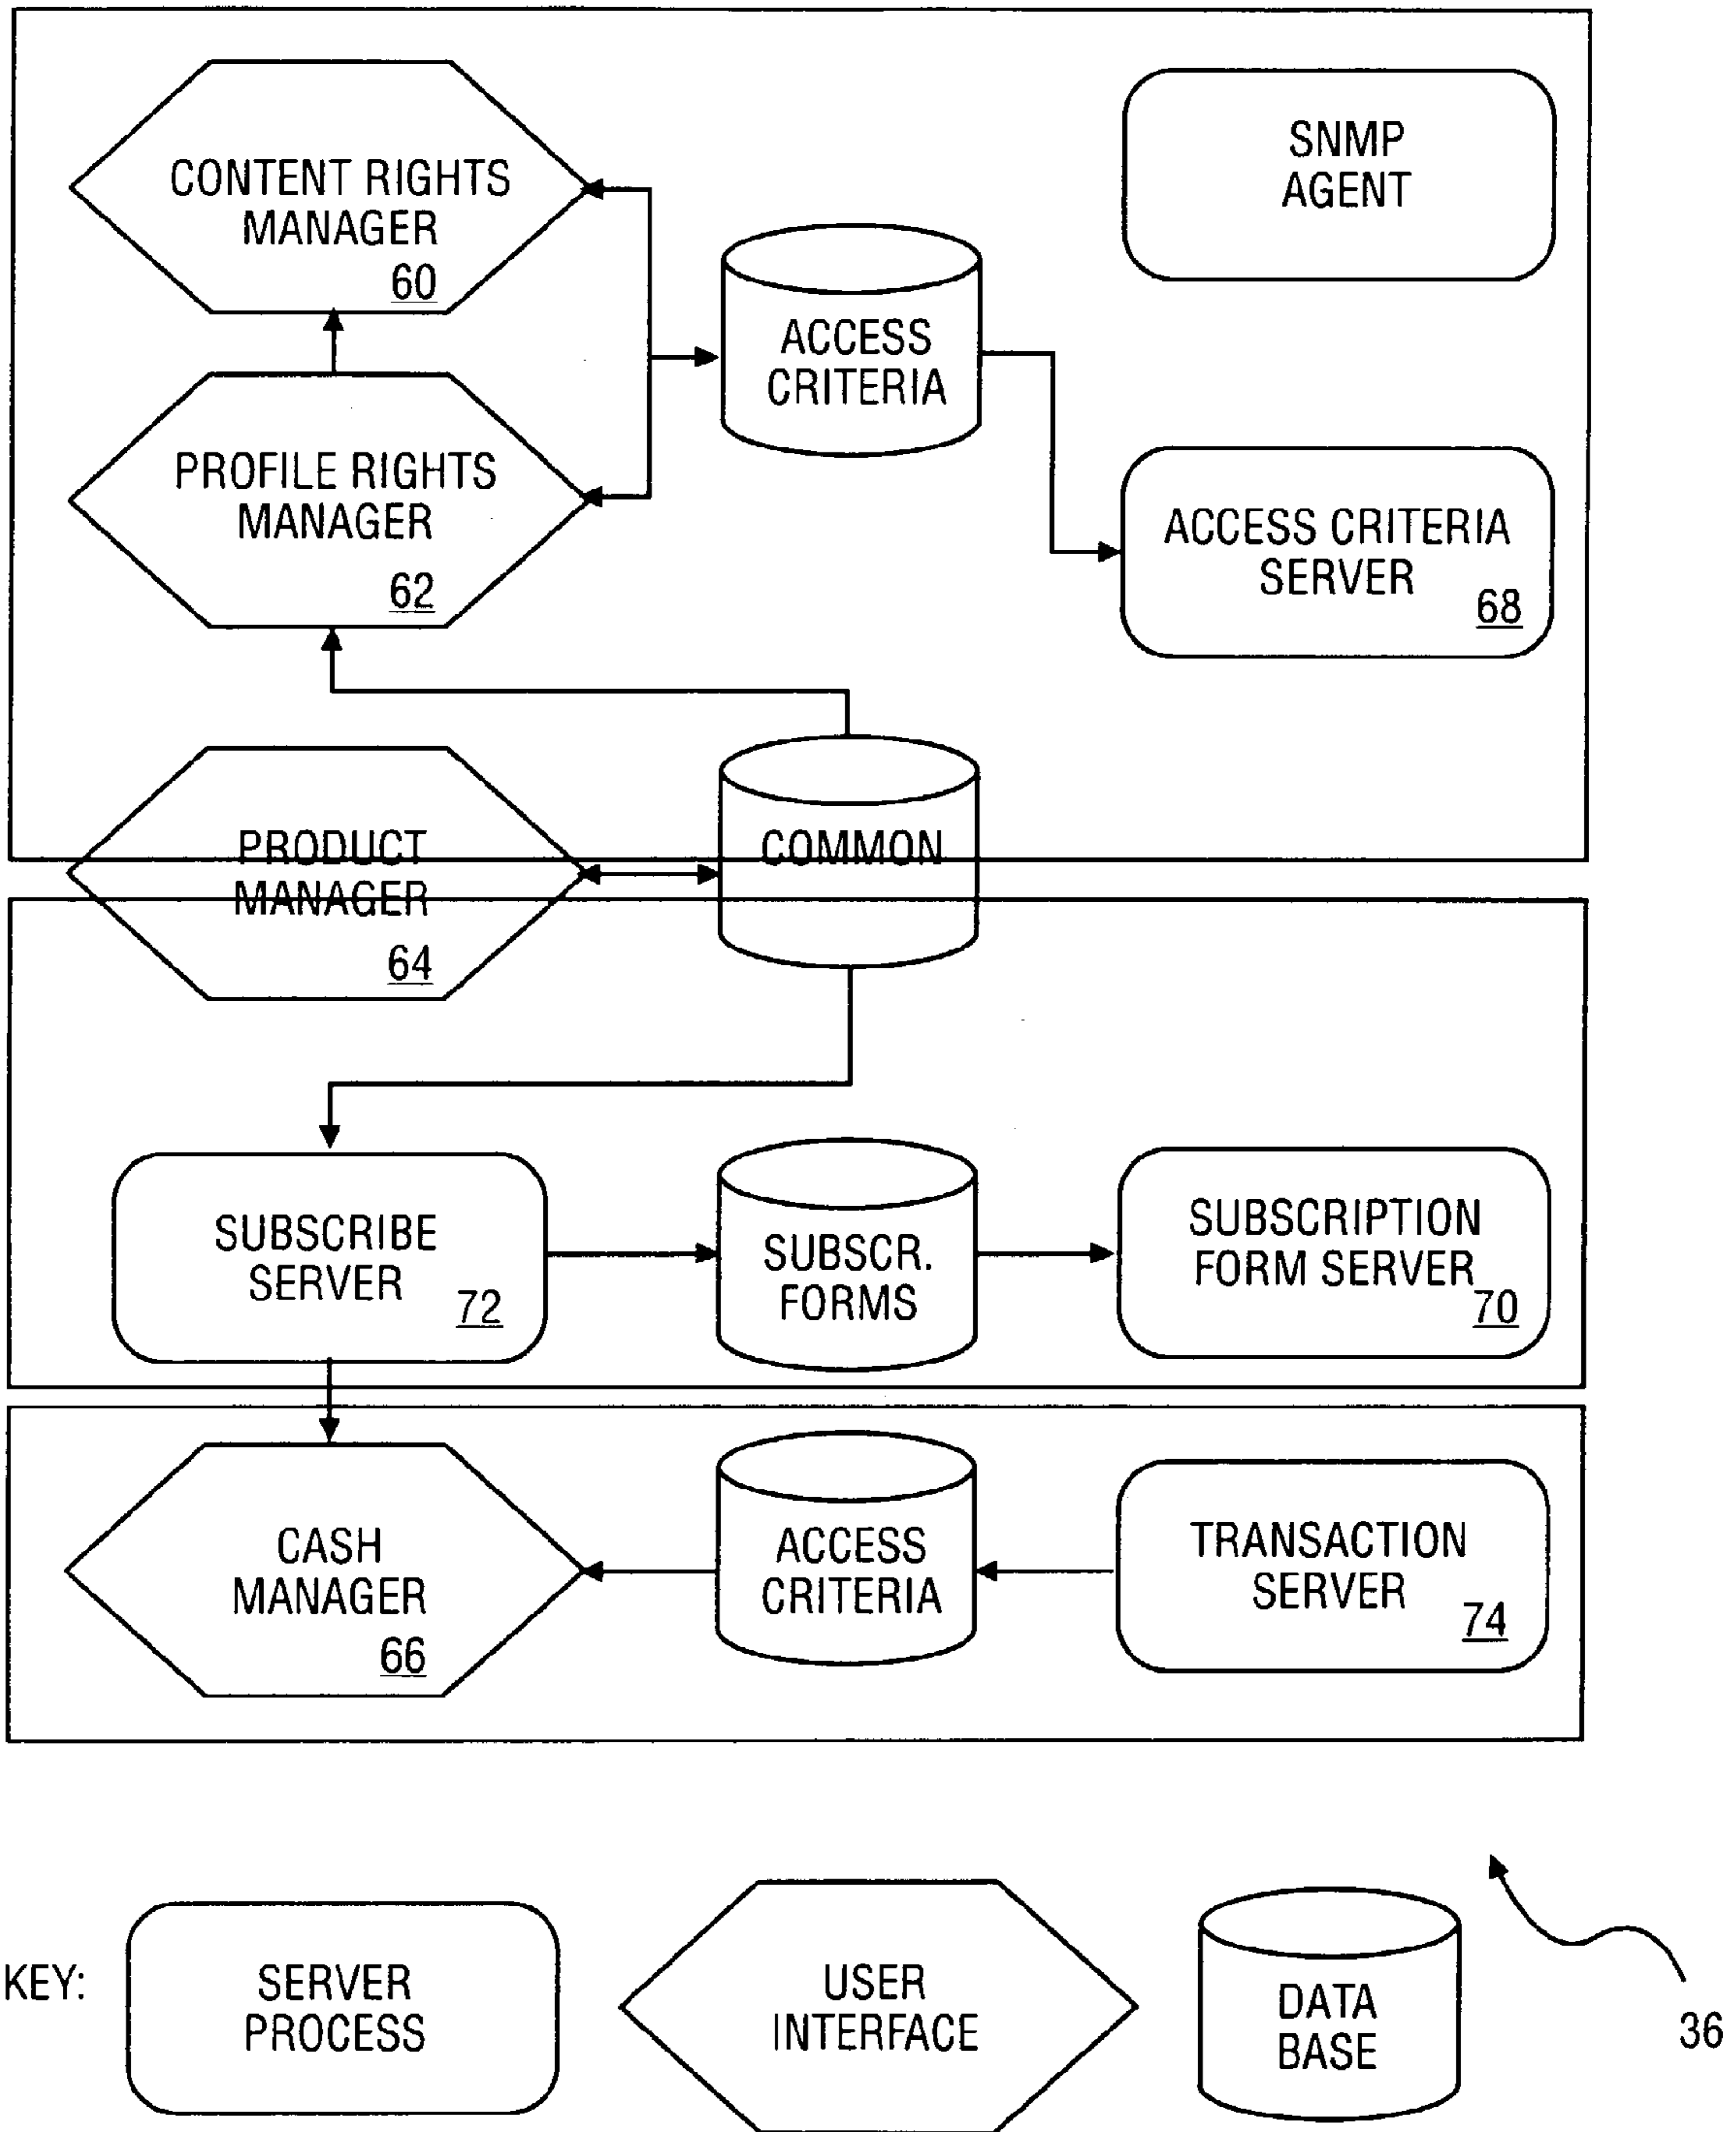 CONTENT RIGHTS
MANAGER
60
SNMP
AGENT
ACCESS
CRITERIA
PROFILE RIGHTS
MANAGER
62
ACCESS CRITERIA
SERVER
68
PRODUCT
MANAGER
64
COMMON
SUBSCRIBE
SERVER
72
SUBSCR.
FORMS
SUBSCRIPTION
FORM SERVER
70
CASH
MANAGER
66
ACCESS
CRITERIA
TRANSACTION
SERVER
74
KEY:
SERVER
PROCESS
USER
INTERFACE
DATA
BASE
36